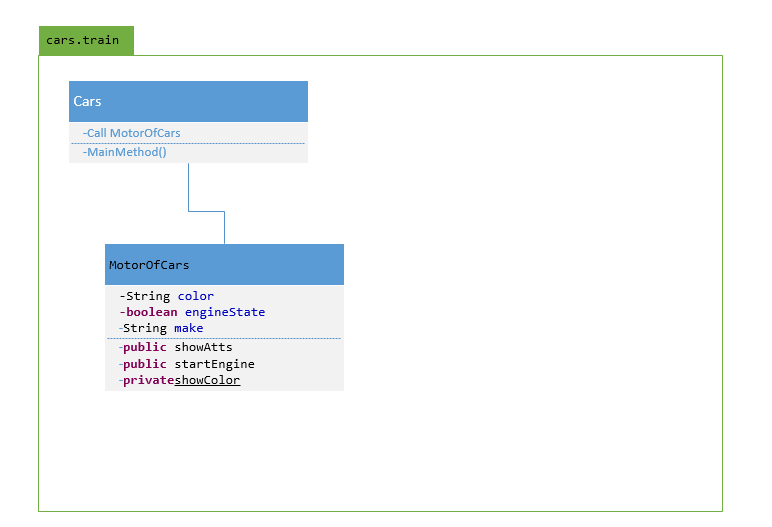 cars.train
Cars
-Call MotorOfCars
-MainMethod()
MotorOfCars
-String color
-boolean engineState
-String make
-public showAtts
-public startEngine
-privateshowColor